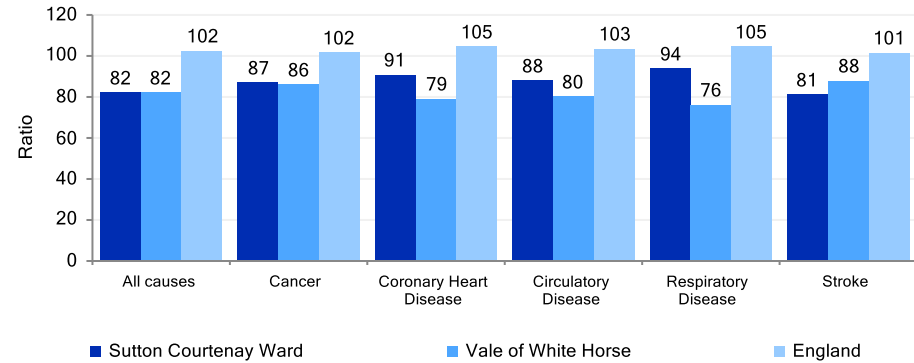 120
100
80
60
40
20
0
Ratio
82 82 102
87 86 102
91 79 105
88 80 103
94 76 105
81 88 101
All causes
Cancer
Coronary Heart
Disease
Circulatory
Disease
Respiratory
Disease
Stroke
Sutton Courtenay Ward
Vale of White Horse
England